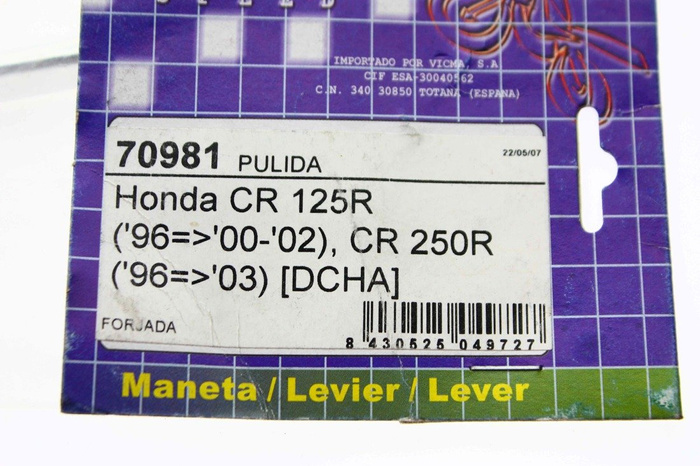 IMPORTADO POR VICMA, S.A.
CIF ESA-30040562
C.N. 340 30850 TOTANA (ESPAÑA)
70981 PULIDA
22/05/07
Honda CR 125R
('96=>'00-'02), CR 250R
('96=>'03) [DCHA]
FORJADA
8 430525 049727
Maneta / Levier / Lever